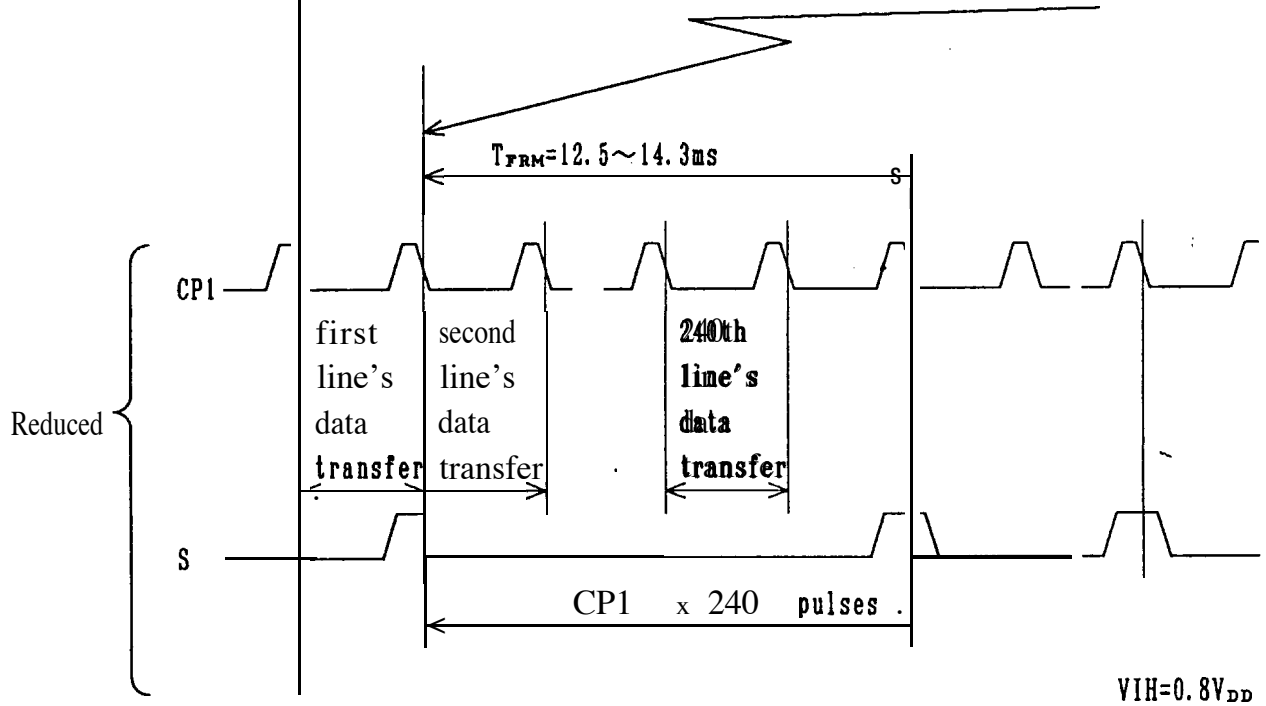 T_FRM=12.5～14.3ms
S
CP1
first
line's
data
transfer
second
line's
data
transfer
240th
line's
data
transfer
Reduced
S
CP1 x 240 pulses .
VIH=0.8V_DD